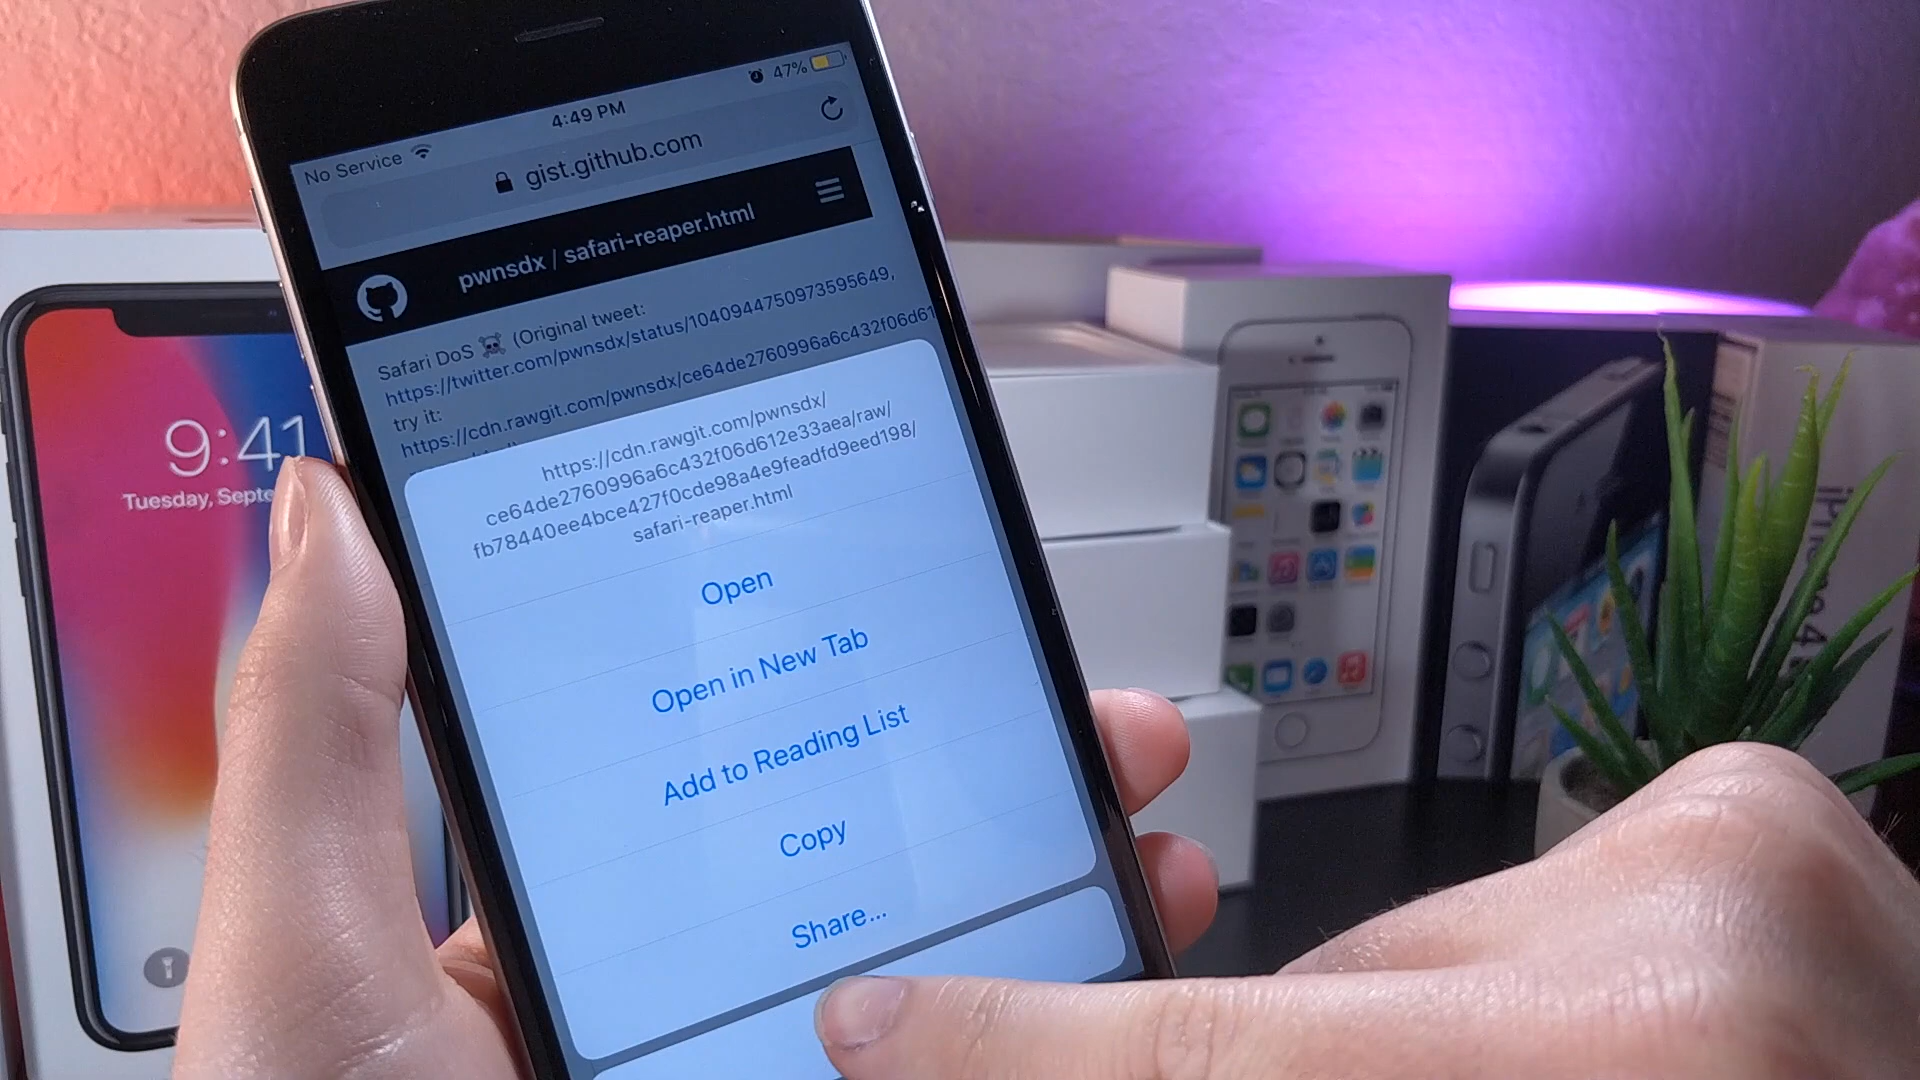 47%
4:49 PM
No Service
gist.github.com
pwnsdx / safari-reaper.html
Safari DoS ☠️ (Original tweet:
https://twitter.com/pwnsdx/status/1040944750973595649,
try it:
https://cdn.rawgit.com/pwnsdx/ce64de2760996a6c432f06d61
https://cdn.rawgit.com/pwnsdx/
ce64de2760996a6c432f06d612e33aea/raw/
fb78440ee4bce427f0cde98a4e9feadfd9eed198/
safari-reaper.html
Open
Open in New Tab
Add to Reading List
Copy
Share...
9:41
Tuesday, Septe
iPhone 4